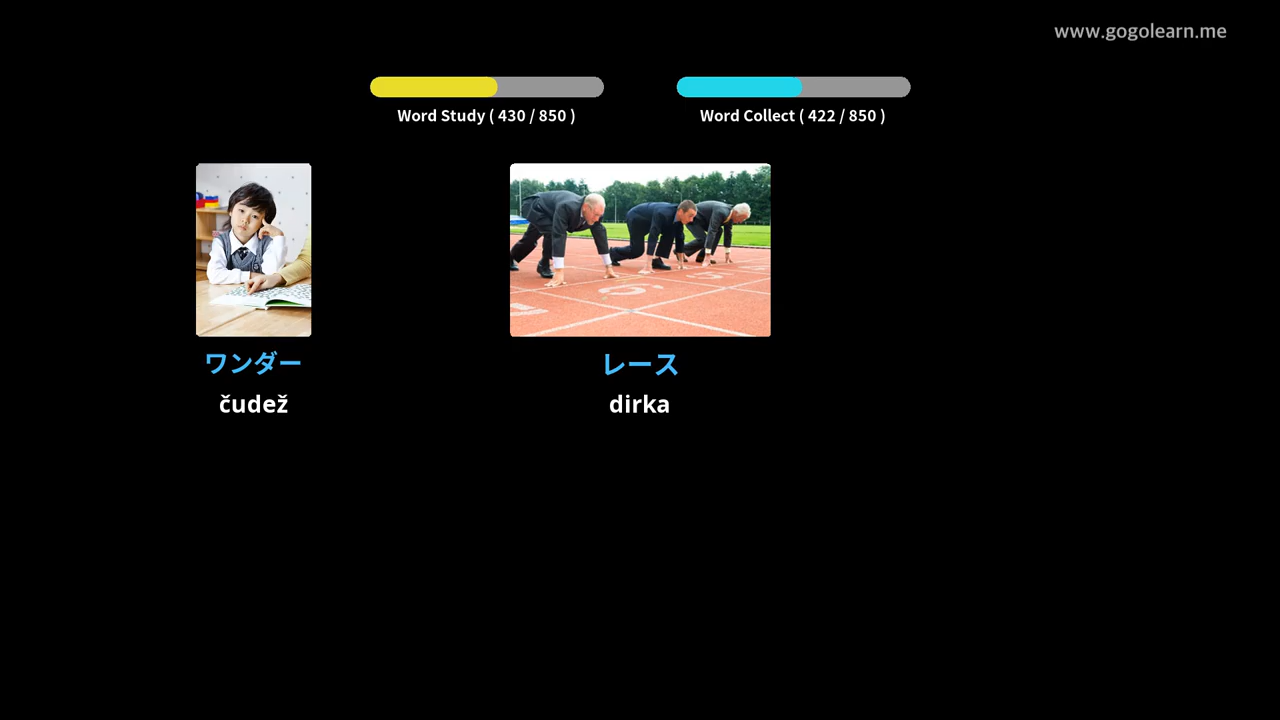 www.gogolearn.me
Word Study ( 430 / 850 )
Word Collect ( 422 / 850 )
ワンダー
čudež
レース
dirka